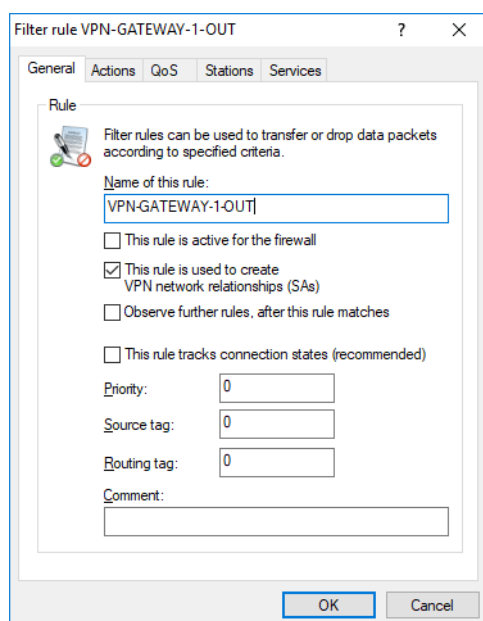 Filter rule VPN-GATEWAY-1-OUT ? ×
General Actions QoS Stations Services
Rule
Filter rules can be used to transfer or drop data packets
according to specified criteria.
Name of this rule:
VPN-GATEWAY-1-OUT
This rule is active for the firewall
This rule is used to create
VPN network relationships (SAs)
Observe further rules, after this rule matches
This rule tracks connection states (recommended)
Priority: 0
Source tag: 0
Routing tag: 0
Comment:
OK Cancel